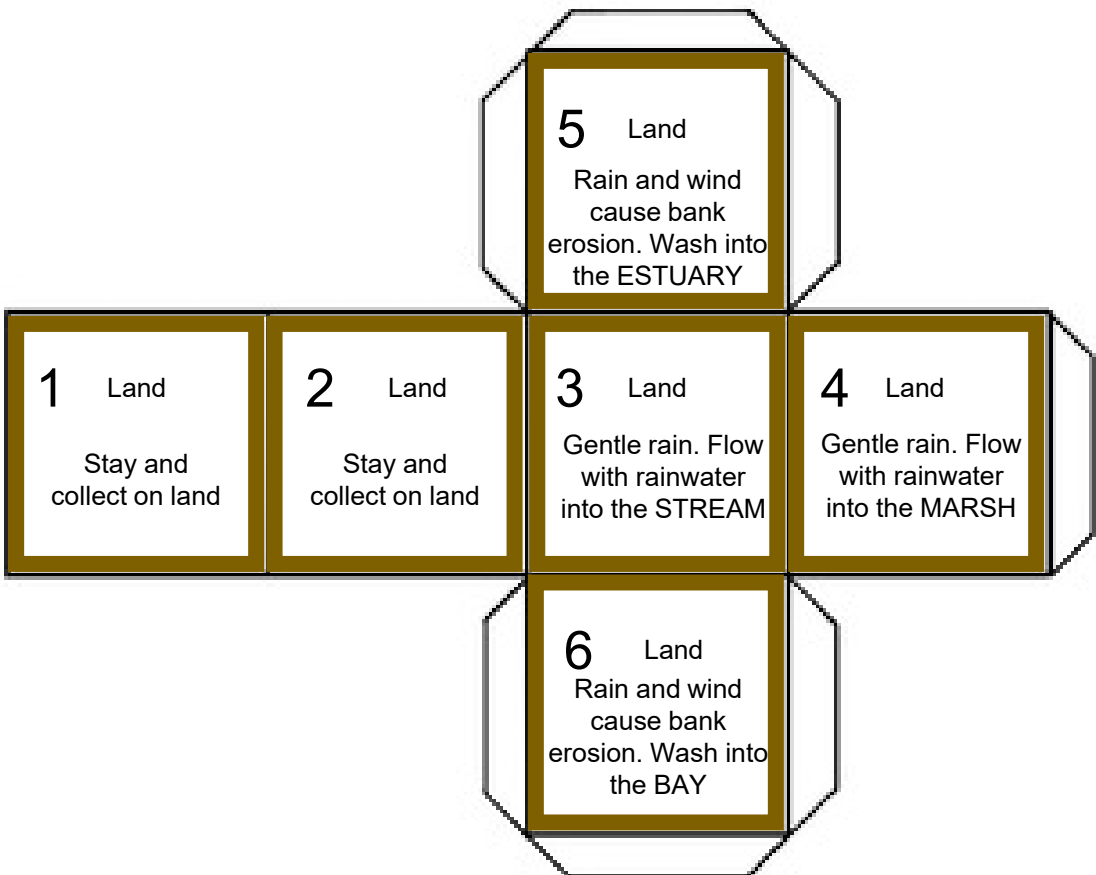 5 Land
Rain and wind
cause bank
erosion. Wash into
the ESTUARY
1 Land
Stay and
collect on land
2 Land
Stay and
collect on land
3 Land
Gentle rain. Flow
with rainwater
into the STREAM
4 Land
Gentle rain. Flow
with rainwater
into the MARSH
6 Land
Rain and wind
cause bank
erosion. Wash into
the BAY